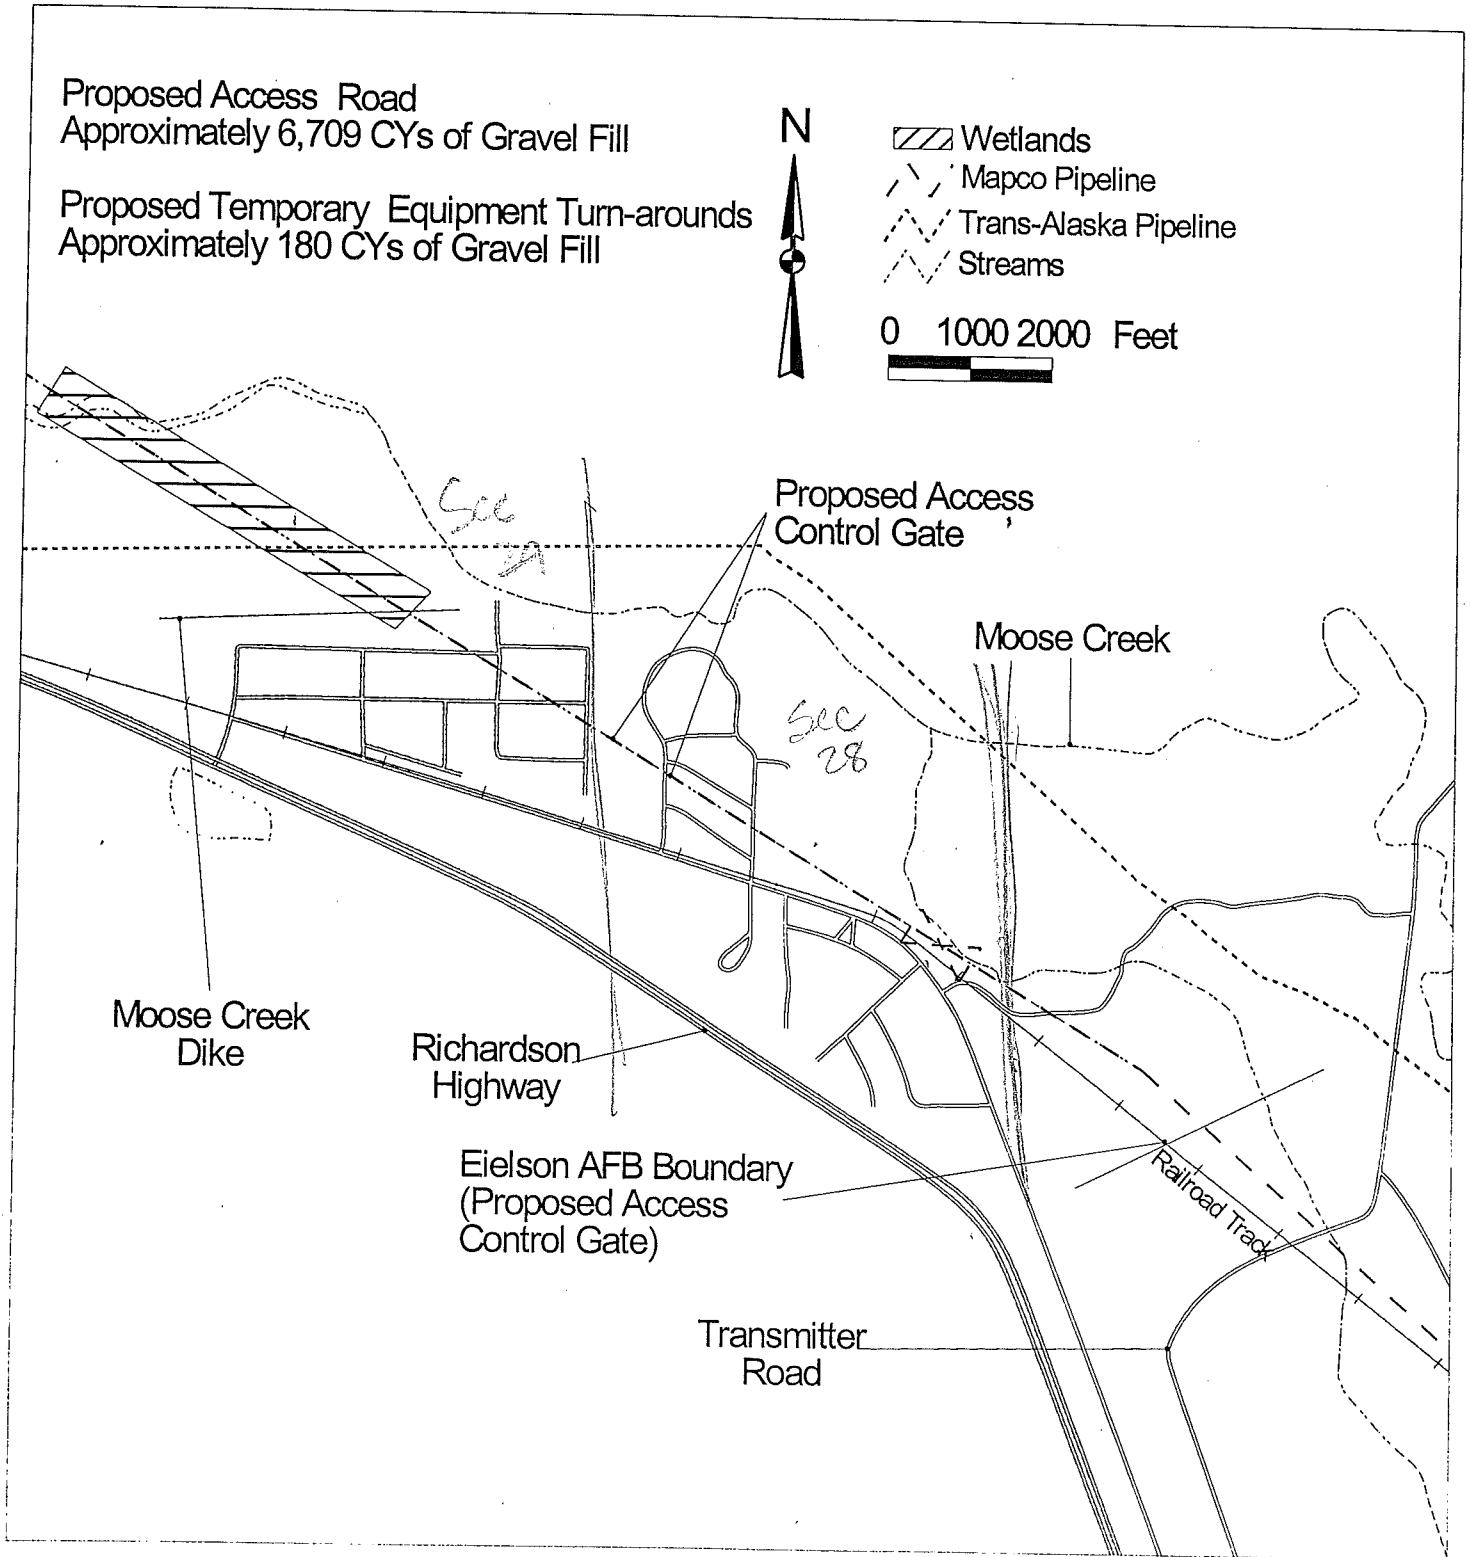 Proposed Access Road
Approximately 6,709 CYs of Gravel Fill
Proposed Temporary Equipment Turn-arounds
Approximately 180 CYs of Gravel Fill
N
Wetlands
Mapco Pipeline
Trans-Alaska Pipeline
Streams
0 1000 2000 Feet
Sec
29
Proposed Access
Control Gate
Moose Creek
Sec
28
Moose Creek
Dike
Richardson
Highway
Eielson AFB Boundary
(Proposed Access
Control Gate)
Railroad Track
Transmitter
Road